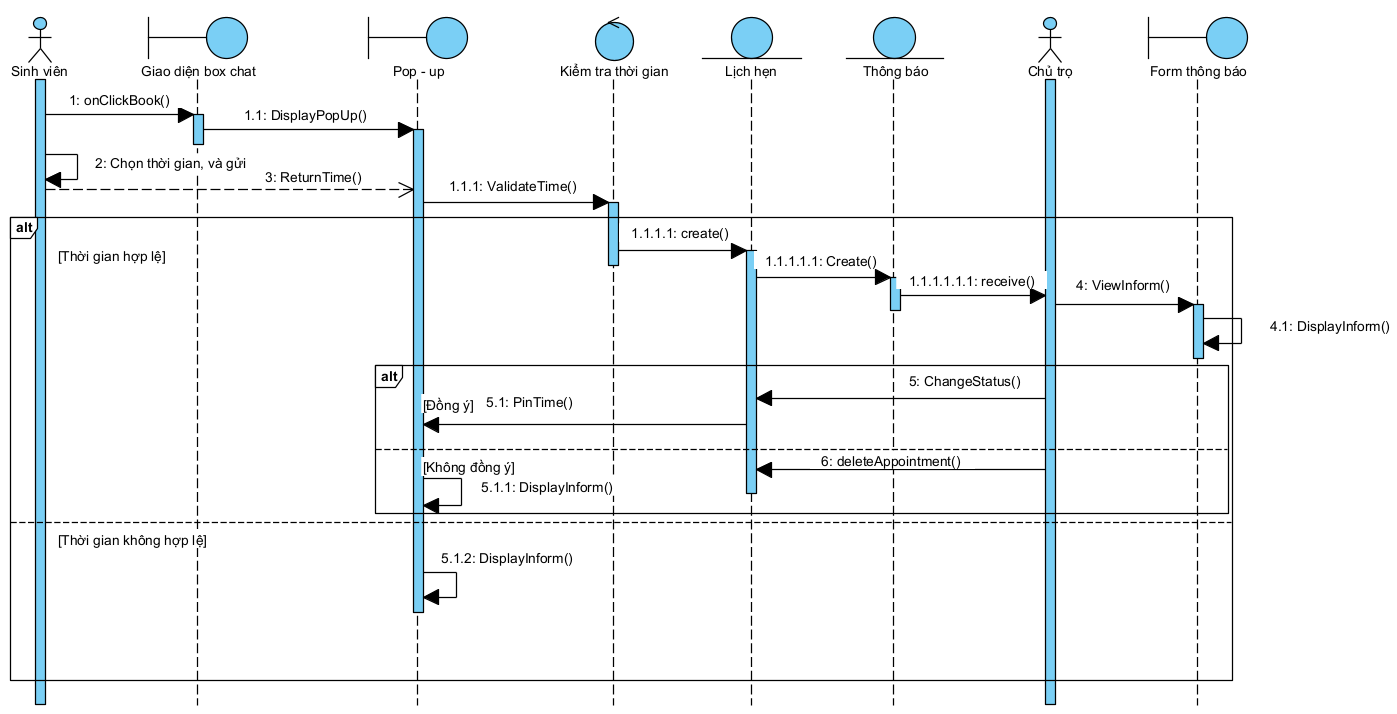 Sinh viên
Giao diện box chat
Pop - up
Kiểm tra thời gian
Lịch hẹn
Thông báo
Chủ trọ
Form thông báo
1: onClickBook()
1.1: DisplayPopUp()
2: Chọn thời gian, và gửi
3: ReturnTime()
1.1.1: ValidateTime()
alt
[Thời gian hợp lệ]
1.1.1.1: create()
1.1.1.1.1: Create()
1.1.1.1.1.1: receive()
4: ViewInform()
4.1: DisplayInform()
alt
5: ChangeStatus()
[Đồng ý]
5.1: PinTime()
6: deleteAppointment()
[Không đồng ý]
5.1.1: DisplayInform()
[Thời gian không hợp lệ]
5.1.2: DisplayInform()